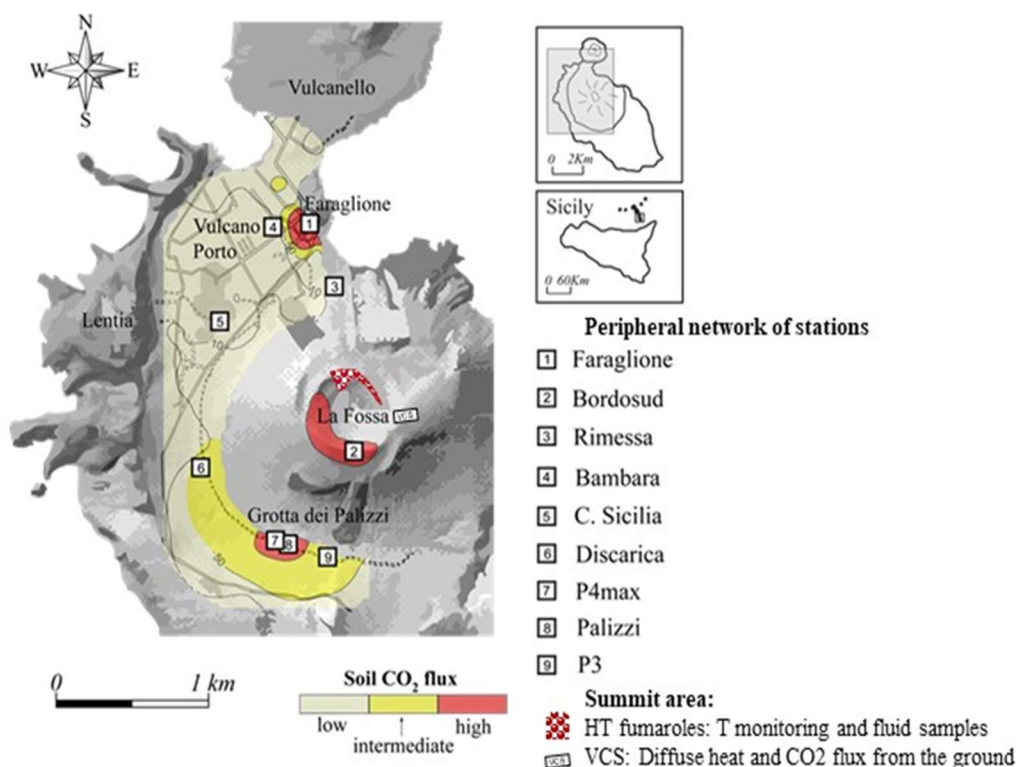 N
W E
S
Vulcanello
Faraglione
1
4
Vulcano
Porto
3
Lentia
5
0
10
10
La Fossa
VCS
2
6
Grotta dei Palizzi
7
8
9
50
0 1 km
Soil CO2 flux
low
intermediate
high
0 2Km
Sicily
0 60Km
Peripheral network of stations
1 Faraglione
2 Bordosud
3 Rimessa
4 Bambara
5 C. Sicilia
6 Discarica
7 P4max
8 Palizzi
9 P3
Summit area:
HT fumaroles: T monitoring and fluid samples
VCS VCS: Diffuse heat and CO2 flux from the ground